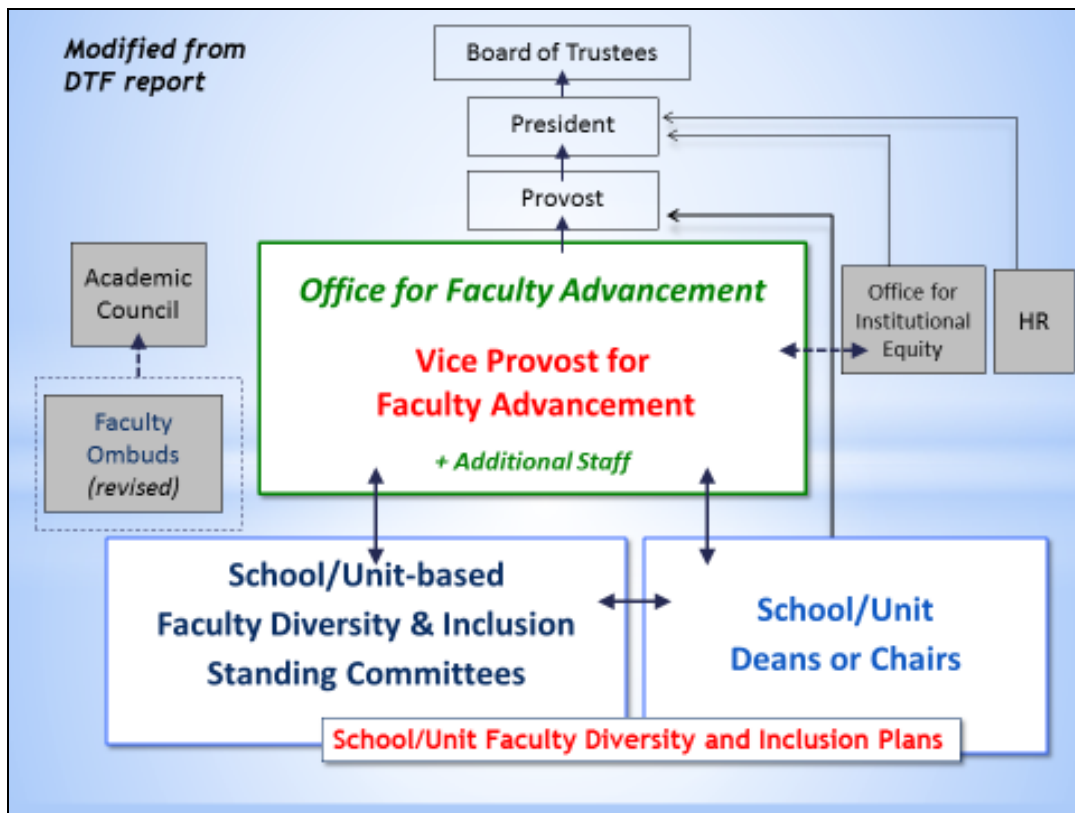 Modified from
DTF report
Board of Trustees
President
Provost
Academic
Council
Faculty
Ombuds
(revised)
Office for Faculty Advancement
Vice Provost for
Faculty Advancement
+ Additional Staff
Office for
Institutional
Equity
HR
School/Unit-based
Faculty Diversity & Inclusion
Standing Committees
School/Unit
Deans or Chairs
School/Unit Faculty Diversity and Inclusion Plans